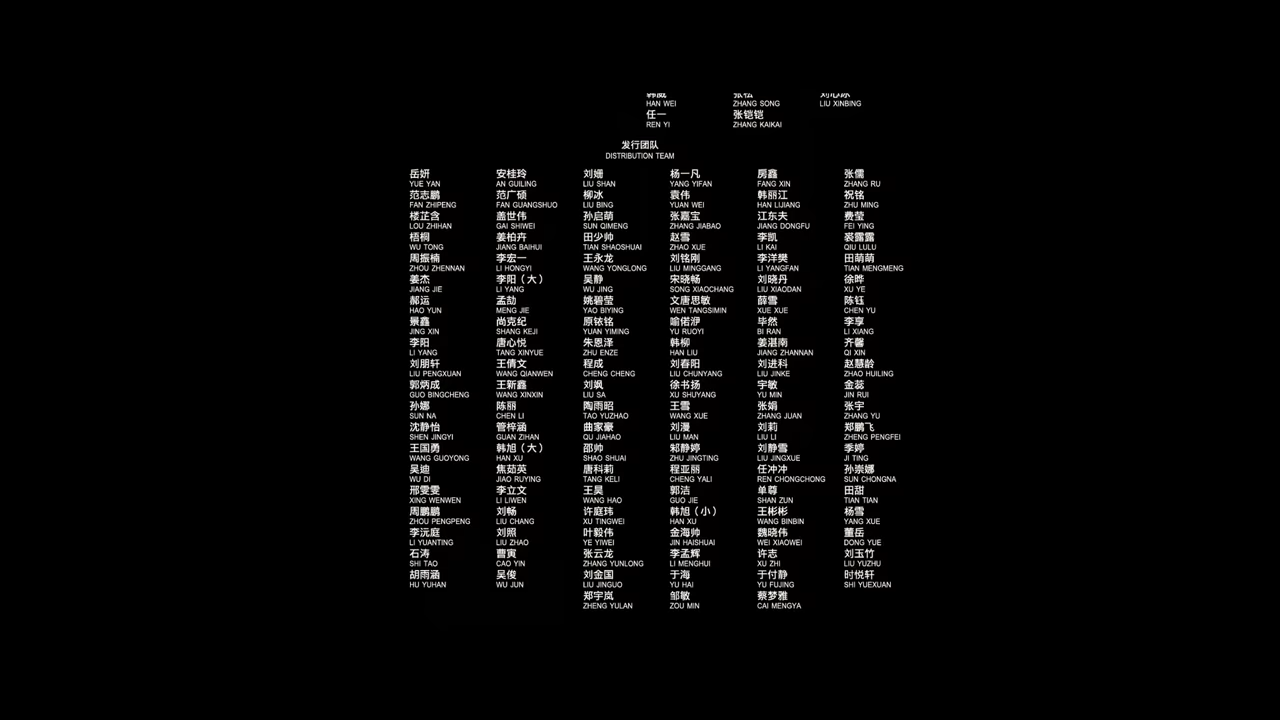 HAN WEI ZHANG SONG LIU XINBING
任一 张铠铠
REN YI ZHANG KAIKAI
发行团队
DISTRIBUTION TEAM
岳妍 安桂玲 刘姗 杨一凡 房鑫 张儒
YUE YAN AN GUILING LIU SHAN YANG YIFAN FANG XIN ZHANG RU
范志鹏 范广硕 柳冰 袁伟 韩丽江 祝铭
FAN ZHIPENG FAN GUANGSHUO LIU BING YUAN WEI HAN LIJIANG ZHU MING
楼芷含 盖世伟 孙启萌 张嘉宝 江东夫 费莹
LOU ZHIHAN GAI SHIWEI SUN QIMENG ZHANG JIABAO JIANG DONGFU FEI YING
梧桐 姜柏卉 田少帅 赵雪 李凯 裘露露
WU TONG JIANG BAIHUI TIAN SHAOSHUAI ZHAO XUE LI KAI QIU LULU
周振楠 李宏一 王永龙 刘铭刚 李洋樊 田萌萌
ZHOU ZHENNAN LI HONGYI WANG YONGLONG LIU MINGGANG LI YANGFAN TIAN MENGMENG
姜杰 李阳（大） 吴静 宋晓畅 刘晓丹 徐晔
JIANG JIE LI YANG WU JING SONG XIAOCHANG LIU XIAODAN XU YE
郝运 孟劼 姚碧莹 文唐思敏 薛雪 陈钰
HAO YUN MENG JIE YAO BIYING WEN TANGSIMIN XUE XUE CHEN YU
景鑫 尚克纪 原铱铭 喻偌洢 毕然 李享
JING XIN SHANG KEJI YUAN YIMING YU RUOYI BI RAN LI XIANG
李阳 唐心悦 朱恩泽 韩柳 姜湛南 齐馨
LI YANG TANG XINYUE ZHU ENZE HAN LIU JIANG ZHANNAN QI XIN
刘朋轩 王倩文 程成 刘春阳 刘进科 赵慧龄
LIU PENGXUAN WANG QIANWEN CHENG CHENG LIU CHUNYANG LIU JINKE ZHAO HUILING
郭炳成 王新鑫 刘飒 徐书扬 宇敏 金蕊
GUO BINGCHENG WANG XINXIN LIU SA XU SHUYANG YU MIN JIN RUI
孙娜 陈丽 陶雨昭 王雪 张娟 张宇
SUN NA CHEN LI TAO YUZHAO WANG XUE ZHANG JUAN ZHANG YU
沈静怡 管梓涵 曲家豪 刘漫 刘莉 郑鹏飞
SHEN JINGYI GUAN ZIHAN QU JIAHAO LIU MAN LIU LI ZHENG PENGFEI
王国勇 韩旭（大） 邵帅 邾静婷 刘静雪 季婷
WANG GUOYONG HAN XU SHAO SHUAI ZHU JINGTING LIU JINGXUE JI TING
吴迪 焦茹英 唐科莉 程亚丽 任冲冲 孙崇娜
WU DI JIAO RUYING TANG KELI CHENG YALI REN CHONGCHONG SUN CHONGNA
邢雯雯 李立文 王昊 郭洁 单尊 田甜
XING WENWEN LI LIWEN WANG HAO GUO JIE SHAN ZUN TIAN TIAN
周鹏鹏 刘畅 许庭玮 韩旭（小） 王彬彬 杨雪
ZHOU PENGPENG LIU CHANG XU TINGWEI HAN XU WANG BINBIN YANG XUE
李沅庭 刘照 叶毅伟 金海帅 魏晓伟 董岳
LI YUANTING LIU ZHAO YE YIWEI JIN HAISHUAI WEI XIAOWEI DONG YUE
石涛 曹寅 张云龙 李孟辉 许志 刘玉竹
SHI TAO CAO YIN ZHANG YUNLONG LI MENGHUI XU ZHI LIU YUZHU
胡雨涵 吴俊 刘金国 于海 于付静 时悦轩
HU YUHAN WU JUN LIU JINGUO YU HAI YU FUJING SHI YUEXUAN
郑宇岚 邹敏 蔡梦雅
ZHENG YULAN ZOU MIN CAI MENGYA